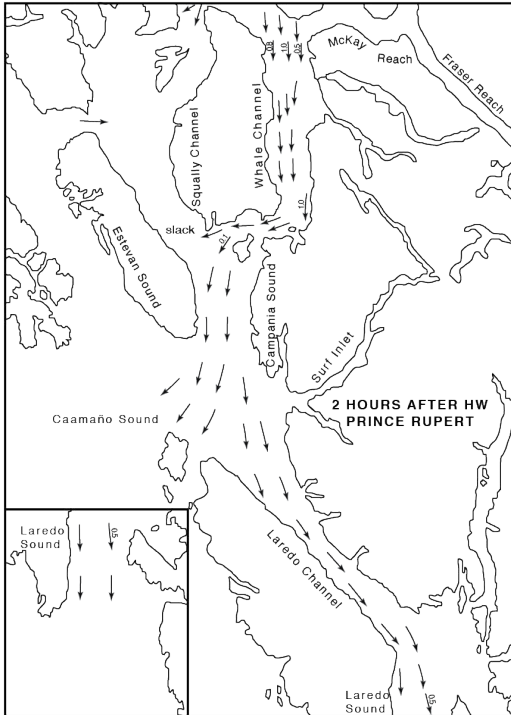 0.8
1.0
0.5
McKay
Reach
Fraser Reach
Squally Channel
Whale Channel
1.0
slack
0.1
Estevan Sound
Campania Sound
Surf Inlet
2 HOURS AFTER HW
PRINCE RUPERT
Caamaño Sound
Laredo
Sound
0.5
Laredo Channel
Laredo
Sound
0.5